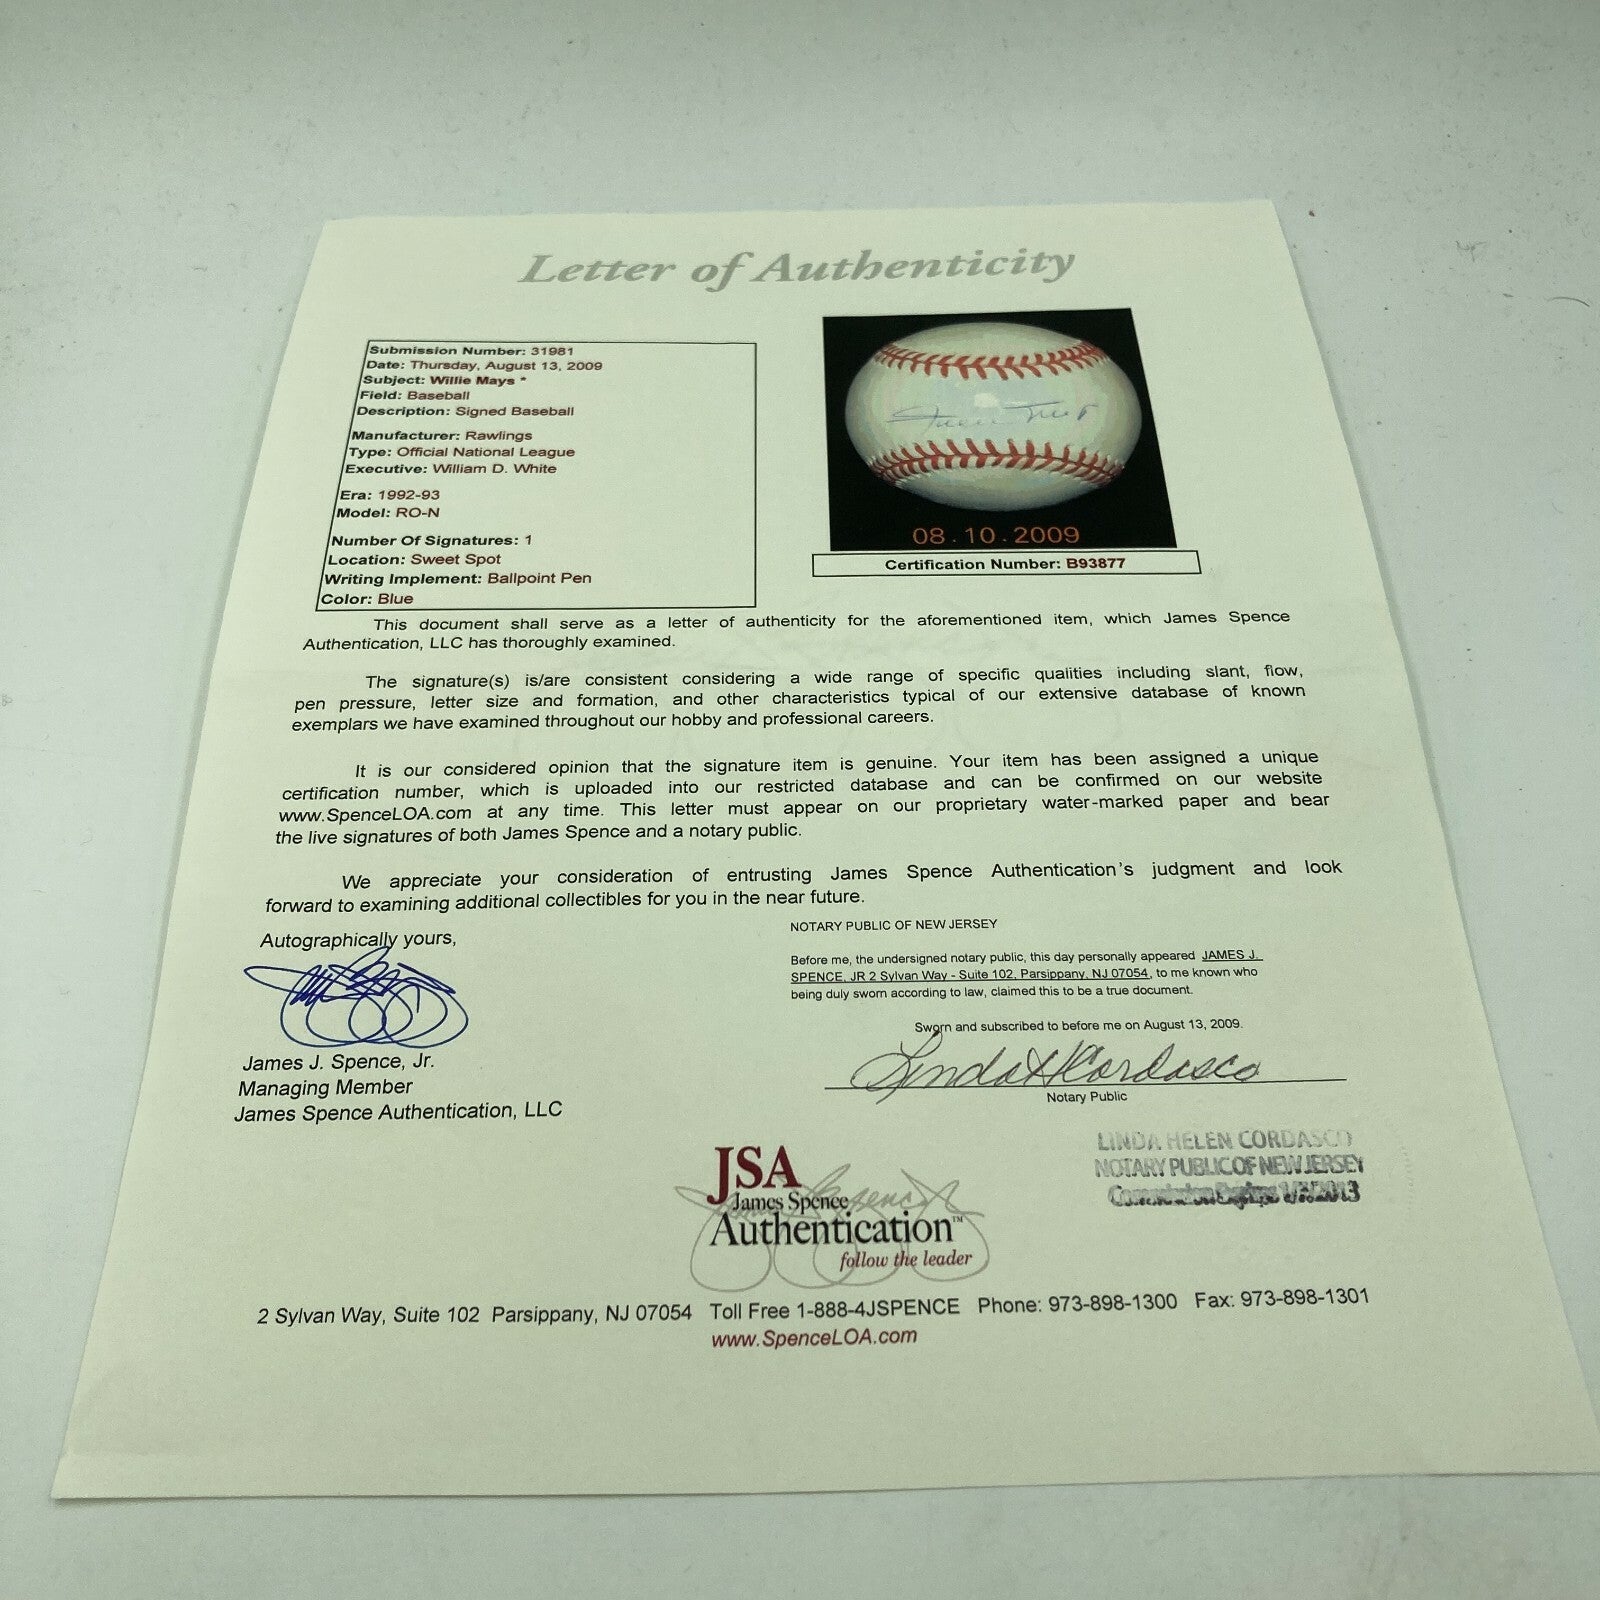 Letter of Authenticity
Submission Number: 31981
Date: Thursday, August 13, 2009
Subject: Willie Mays *
Field: Baseball
Description: Signed Baseball
Manufacturer: Rawlings
Type: Official National League
Executive: William D. White
Era: 1992-93
Model: RO-N
Number Of Signatures: 1
Location: Sweet Spot
Writing Implement: Ballpoint Pen
Color: Blue
Willie Mays
08.10.2009
Certification Number: B93877
This document shall serve as a letter of authenticity for the aforementioned item, which James Spence
Authentication, LLC has thoroughly examined.
The signature(s) is/are consistent considering a wide range of specific qualities including slant, flow,
pen pressure, letter size and formation, and other characteristics typical of our extensive database of known
exemplars we have examined throughout our hobby and professional careers.
It is our considered opinion that the signature item is genuine. Your item has been assigned a unique
certification number, which is uploaded into our restricted database and can be confirmed on our website
www.SpenceLOA.com at any time. This letter must appear on our proprietary water-marked paper and bear
the live signatures of both James Spence and a notary public.
We appreciate your consideration of entrusting James Spence Authentication's judgment and look
forward to examining additional collectibles for you in the near future.
Autographically yours,
James J. Spence, Jr.
Managing Member
James Spence Authentication, LLC
NOTARY PUBLIC OF NEW JERSEY
Before me, the undersigned notary public, this day personally appeared JAMES J.
SPENCE, JR 2 Sylvan Way - Suite 102, Parsippany, NJ 07054, to me known who
being duly sworn according to law, claimed this to be a true document.
Sworn and subscribed to before me on August 13, 2009.
Linda H Cordasco
Notary Public
LINDA HELEN CORDASCO
NOTARY PUBLIC OF NEW JERSEY
Commission Expires
JSA
James Spence
Authentication™
follow the leader
2 Sylvan Way, Suite 102 Parsippany, NJ 07054 Toll Free 1-888-4JSPENCE Phone: 973-898-1300 Fax: 973-898-1301
www.SpenceLOA.com